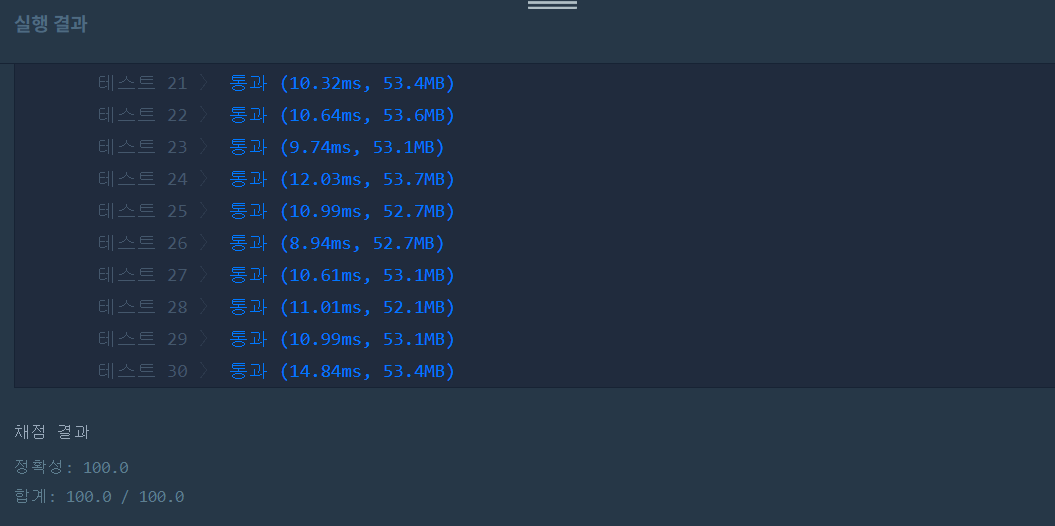 실행 결과
테스트 21 〉 통과 (10.32ms, 53.4MB)
테스트 22 〉 통과 (10.64ms, 53.6MB)
테스트 23 〉 통과 (9.74ms, 53.1MB)
테스트 24 〉 통과 (12.03ms, 53.7MB)
테스트 25 〉 통과 (10.99ms, 52.7MB)
테스트 26 〉 통과 (8.94ms, 52.7MB)
테스트 27 〉 통과 (10.61ms, 53.1MB)
테스트 28 〉 통과 (11.01ms, 52.1MB)
테스트 29 〉 통과 (10.99ms, 53.1MB)
테스트 30 〉 통과 (14.84ms, 53.4MB)
채점 결과
정확성: 100.0
합계: 100.0 / 100.0